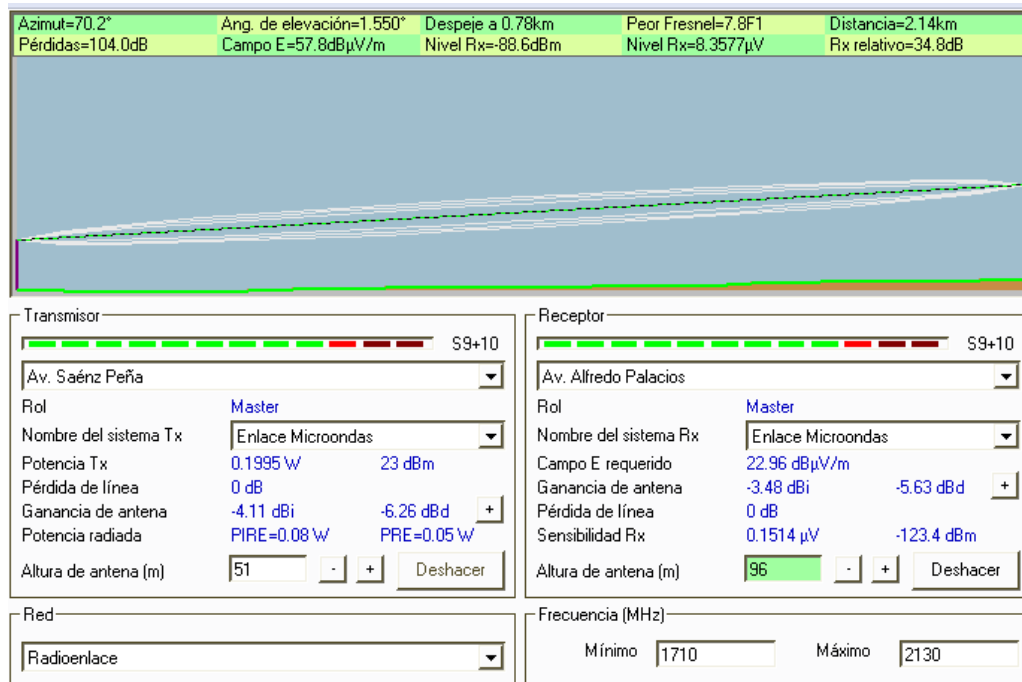 Azimut=70.2° Ang. de elevación=1.550° Despeje a 0.78km Peor Fresnel=7.8F1 Distancia=2.14km
Pérdidas=104.0dB Campo E=57.8dBµV/m Nivel Rx=-88.6dBm Nivel Rx=8.3577µV Rx relativo=34.8dB
Transmisor
S9+10
Av. Saénz Peña
Rol Master
Nombre del sistema Tx Enlace Microondas
Potencia Tx 0.1995 W 23 dBm
Pérdida de línea 0 dB
Ganancia de antena -4.11 dBi -6.26 dBd +
Potencia radiada PIRE=0.08 W PRE=0.05 W
Altura de antena (m) 51 - + Deshacer
Receptor
S9+10
Av. Alfredo Palacios
Rol Master
Nombre del sistema Rx Enlace Microondas
Campo E requerido 22.96 dBµV/m
Ganancia de antena -3.48 dBi -5.63 dBd +
Pérdida de línea 0 dB
Sensibilidad Rx 0.1514 µV -123.4 dBm
Altura de antena (m) 96 - + Deshacer
Red
Radioenlace
Frecuencia (MHz)
Mínimo 1710 Máximo 2130